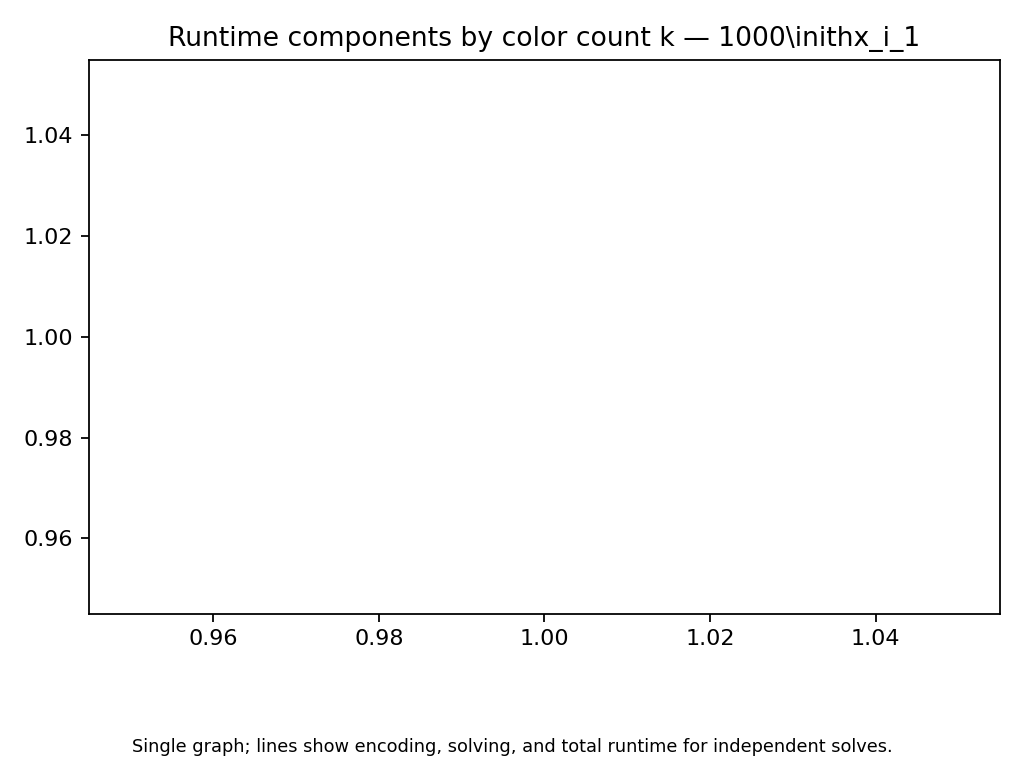 Runtime components by color count k — 1000\inithx_i_1
1.04
1.02
1.00
0.98
0.96
0.96 0.98 1.00 1.02 1.04
Single graph; lines show encoding, solving, and total runtime for independent solves.